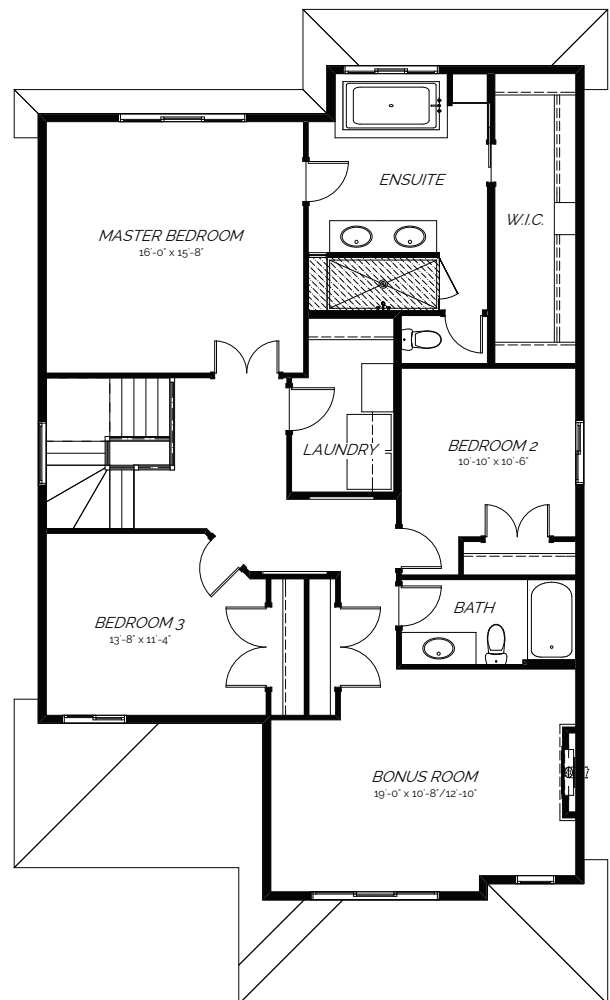 ENSUITE
W.I.C.
MASTER BEDROOM
16'-0" x 15'-8"
LAUNDRY
BEDROOM 2
10'-10" x 10'-6"
BATH
BEDROOM 3
13'-8" x 11'-4"
BONUS ROOM
19'-0" x 10'-8"/12'-10"